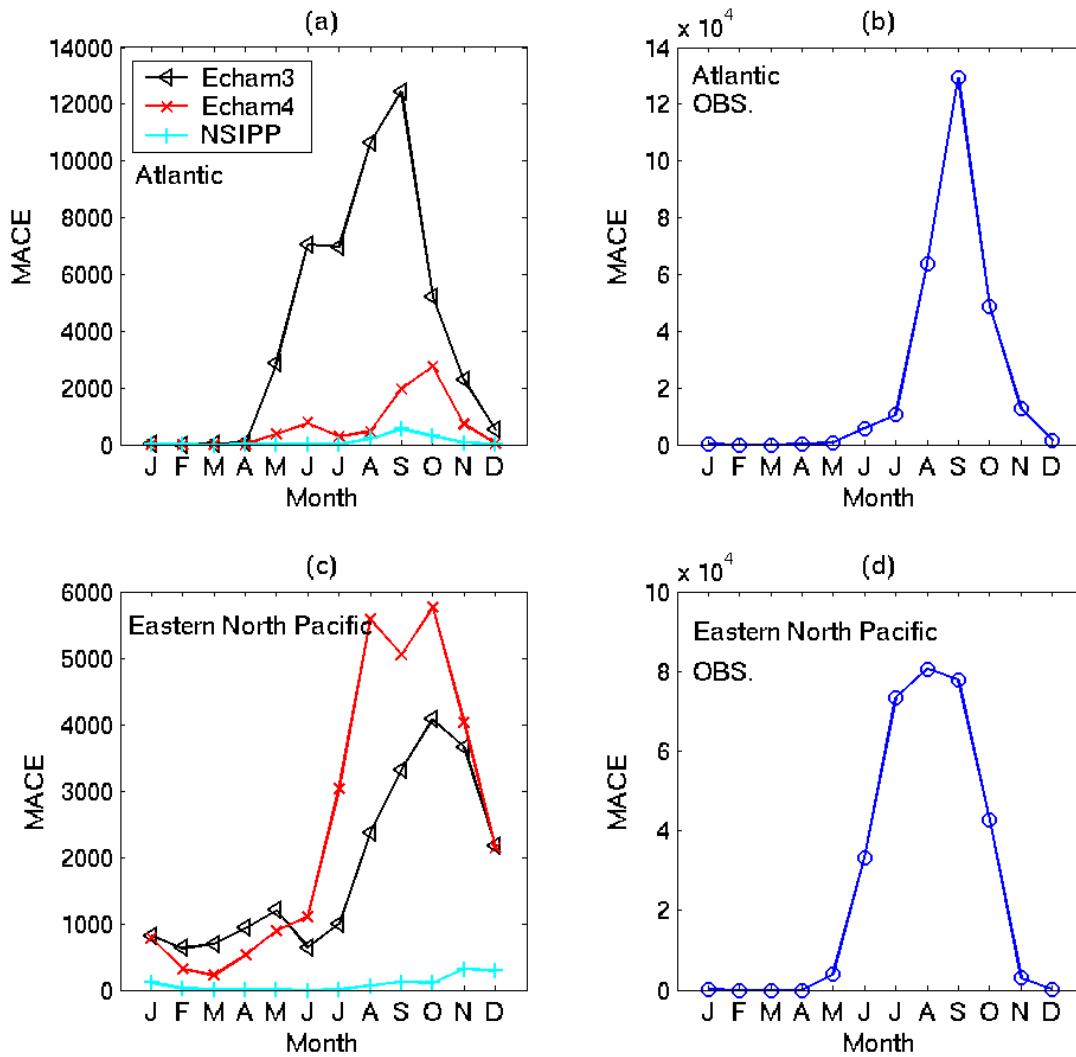 (a)
14000
12000
10000
8000
6000
4000
2000
0
MACE
Echam3
Echam4
NSIPP
Atlantic
J F M A M J J A S O N D
Month
(b)
x 10^4
14
12
10
8
6
4
2
0
MACE
Atlantic
OBS.
J F M A M J J A S O N D
Month
(c)
6000
5000
4000
3000
2000
1000
0
MACE
Eastern North Pacific
J F M A M J J A S O N D
Month
(d)
x 10^4
10
8
6
4
2
0
MACE
Eastern North Pacific
OBS.
J F M A M J J A S O N D
Month